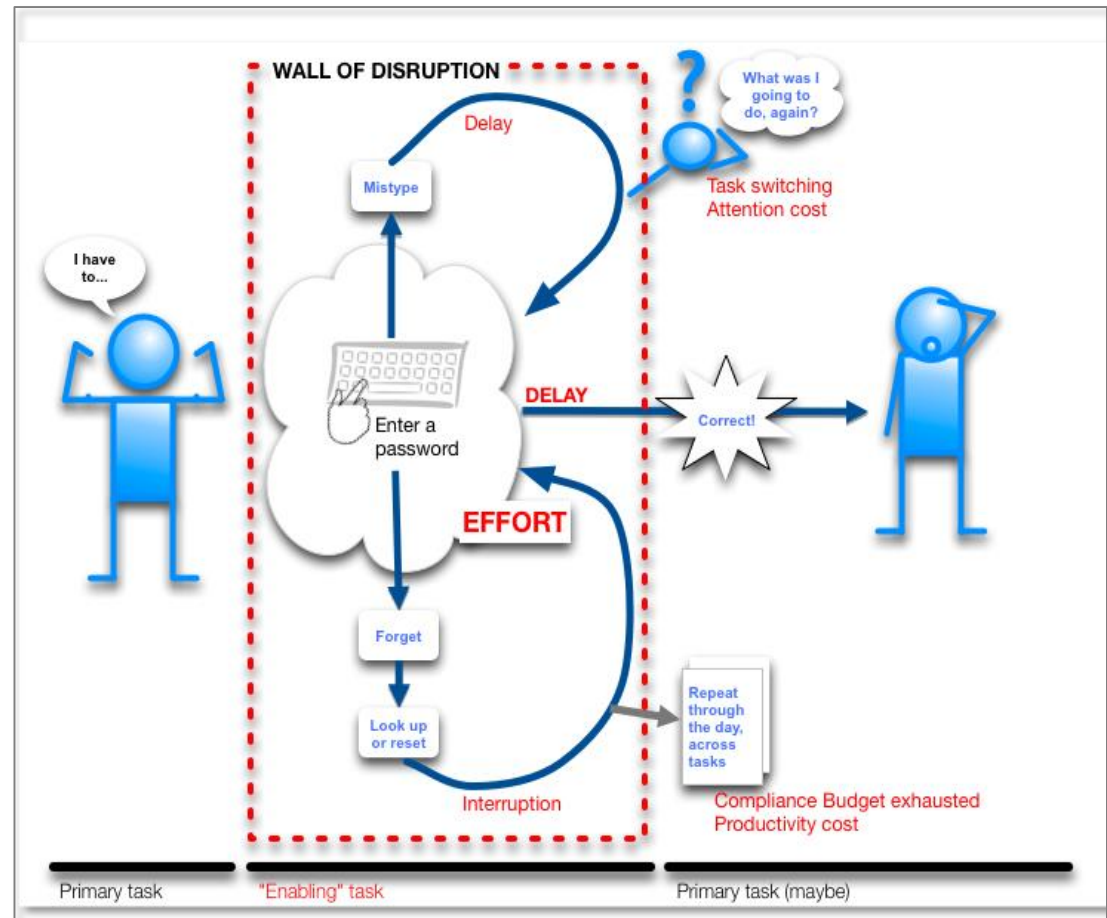 WALL OF DISRUPTION
Delay
What was I
going to
do, again?
?
Mistype
Task switching
Attention cost
I have
to...
DELAY
Correct!
Enter a
password
EFFORT
Forget
Look up
or reset
Interruption
Repeat
through
the day,
across
tasks
Compliance Budget exhausted
Productivity cost
Primary task
"Enabling" task
Primary task (maybe)